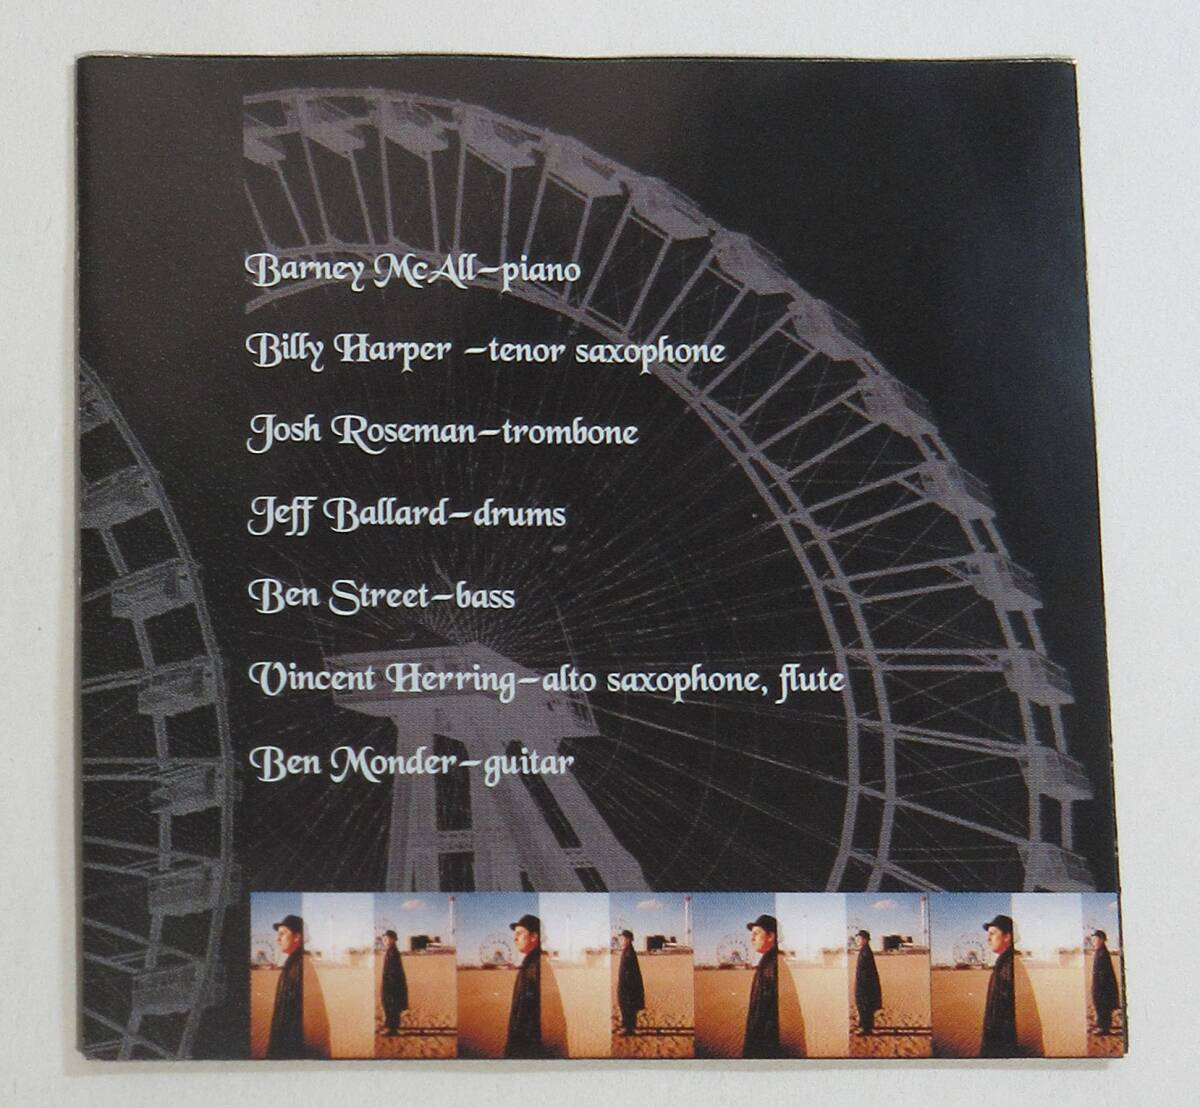 Barney McAll–piano
Billy Harper –tenor saxophone
Josh Roseman–trombone
Jeff Ballard–drums
Ben Street–bass
Vincent Herring–alto saxophone, flute
Ben Monder–guitar